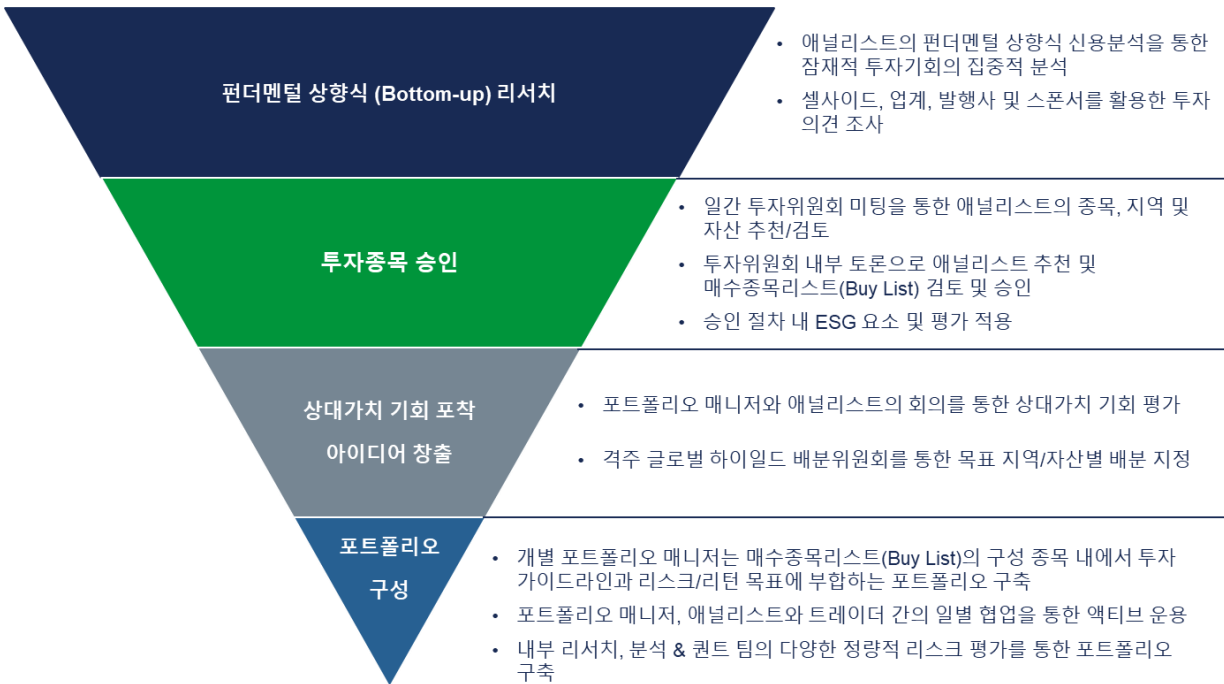 펀더멘털 상향식 (Bottom-up) 리서치
• 애널리스트의 펀더멘털 상향식 신용분석을 통한
잠재적 투자기회의 집중적 분석
• 셀사이드, 업계, 발행사 및 스폰서를 활용한 투자
의견 조사
투자종목 승인
• 일간 투자위원회 미팅을 통한 애널리스트의 종목, 지역 및
자산 추천/검토
• 투자위원회 내부 토론으로 애널리스트 추천 및
매수종목리스트(Buy List) 검토 및 승인
• 승인 절차 내 ESG 요소 및 평가 적용
상대가치 기회 포착
아이디어 창출
• 포트폴리오 매니저와 애널리스트의 회의를 통한 상대가치 기회 평가
• 격주 글로벌 하이일드 배분위원회를 통한 목표 지역/자산별 배분 지정
포트폴리오
구성
• 개별 포트폴리오 매니저는 매수종목리스트(Buy List)의 구성 종목 내에서 투자
가이드라인과 리스크/리턴 목표에 부합하는 포트폴리오 구축
• 포트폴리오 매니저, 애널리스트와 트레이더 간의 일별 협업을 통한 액티브 운용
• 내부 리서치, 분석 & 퀀트 팀의 다양한 정량적 리스크 평가를 통한 포트폴리오
구축